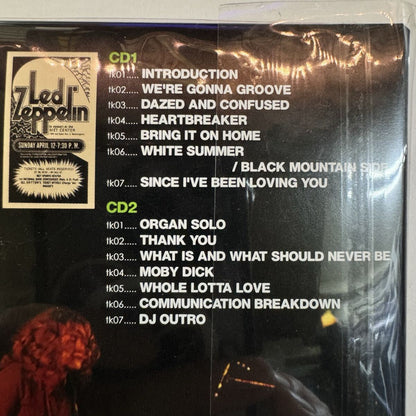 Led
Zeppelin
SUNDAY APRIL 12-7:30 P.M.
CD1
tk01..... INTRODUCTION
tk02..... WE'RE GONNA GROOVE
tk03..... DAZED AND CONFUSED
tk04..... HEARTBREAKER
tk05..... BRING IT ON HOME
tk06..... WHITE SUMMER
/ BLACK MOUNTAIN SIDE
tk07..... SINCE I'VE BEEN LOVING YOU
CD2
tk01..... ORGAN SOLO
tk02..... THANK YOU
tk03..... WHAT IS AND WHAT SHOULD NEVER BE
tk04..... MOBY DICK
tk05..... WHOLE LOTTA LOVE
tk06..... COMMUNICATION BREAKDOWN
tk07..... DJ OUTRO